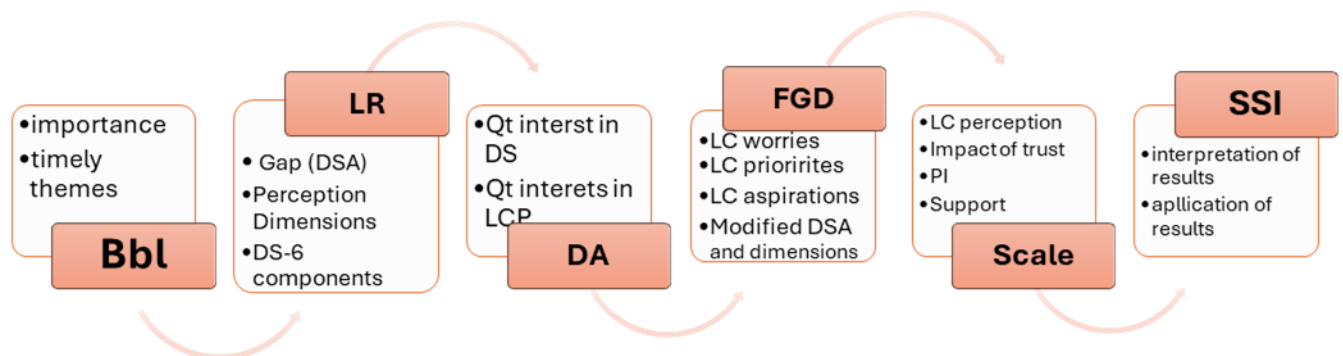 •importance
•timely
themes
Bbl
LR
• Gap (DSA)
•Perception
Dimensions
•DS-6
components
•Qt interst in
DS
•Qt interets in
LCP
DA
FGD
•LC worries
•LC priorirites
•LC aspirations
•Modified DSA
and dimensions
•LC perception
•Impact of trust
•PI
•Support
Scale
SSI
•interpretation of
results
•apllication of
results